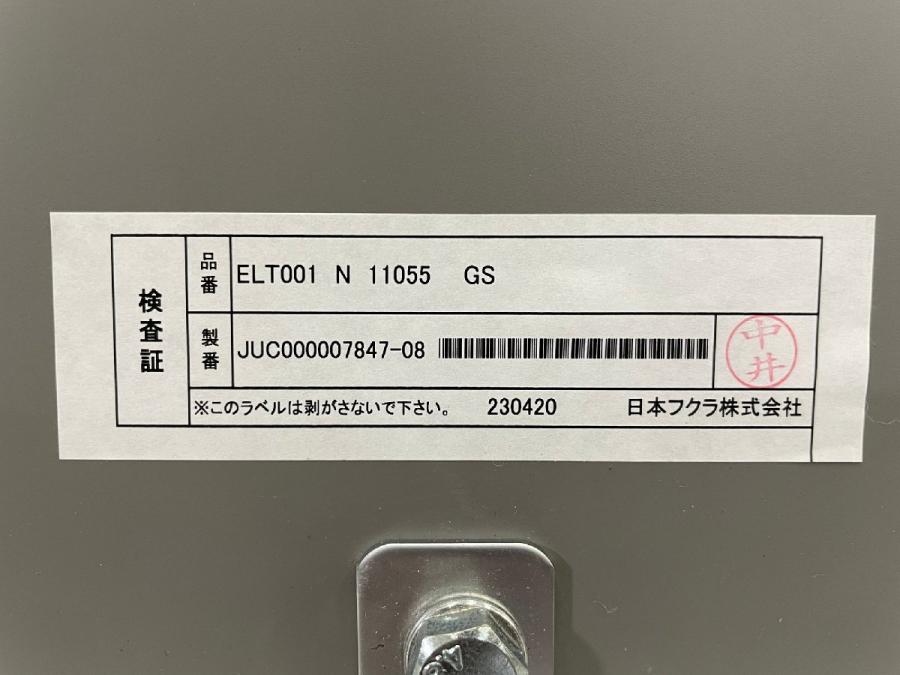 検査証
品番
ELT001 N 11055 GS
製番
JUC000007847-08
中井
※このラベルは剥がさないで下さい。 230420 日本フクラ株式会社